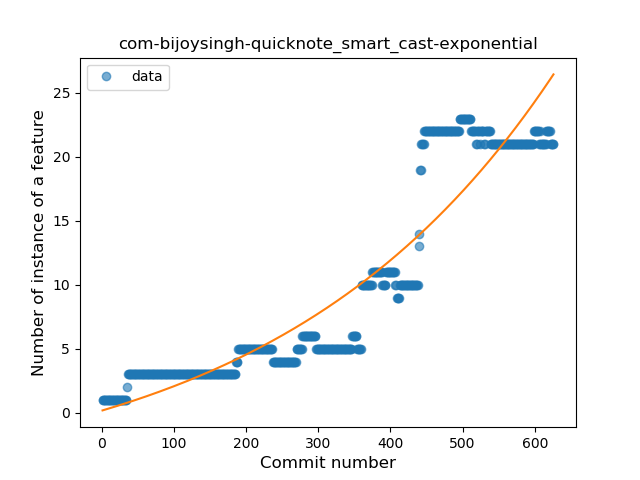 com-bijoysingh-quicknote_smart_cast-exponential
data
Number of instance of a feature
25
20
15
10
5
0
0 100 200 300 400 500 600
Commit number